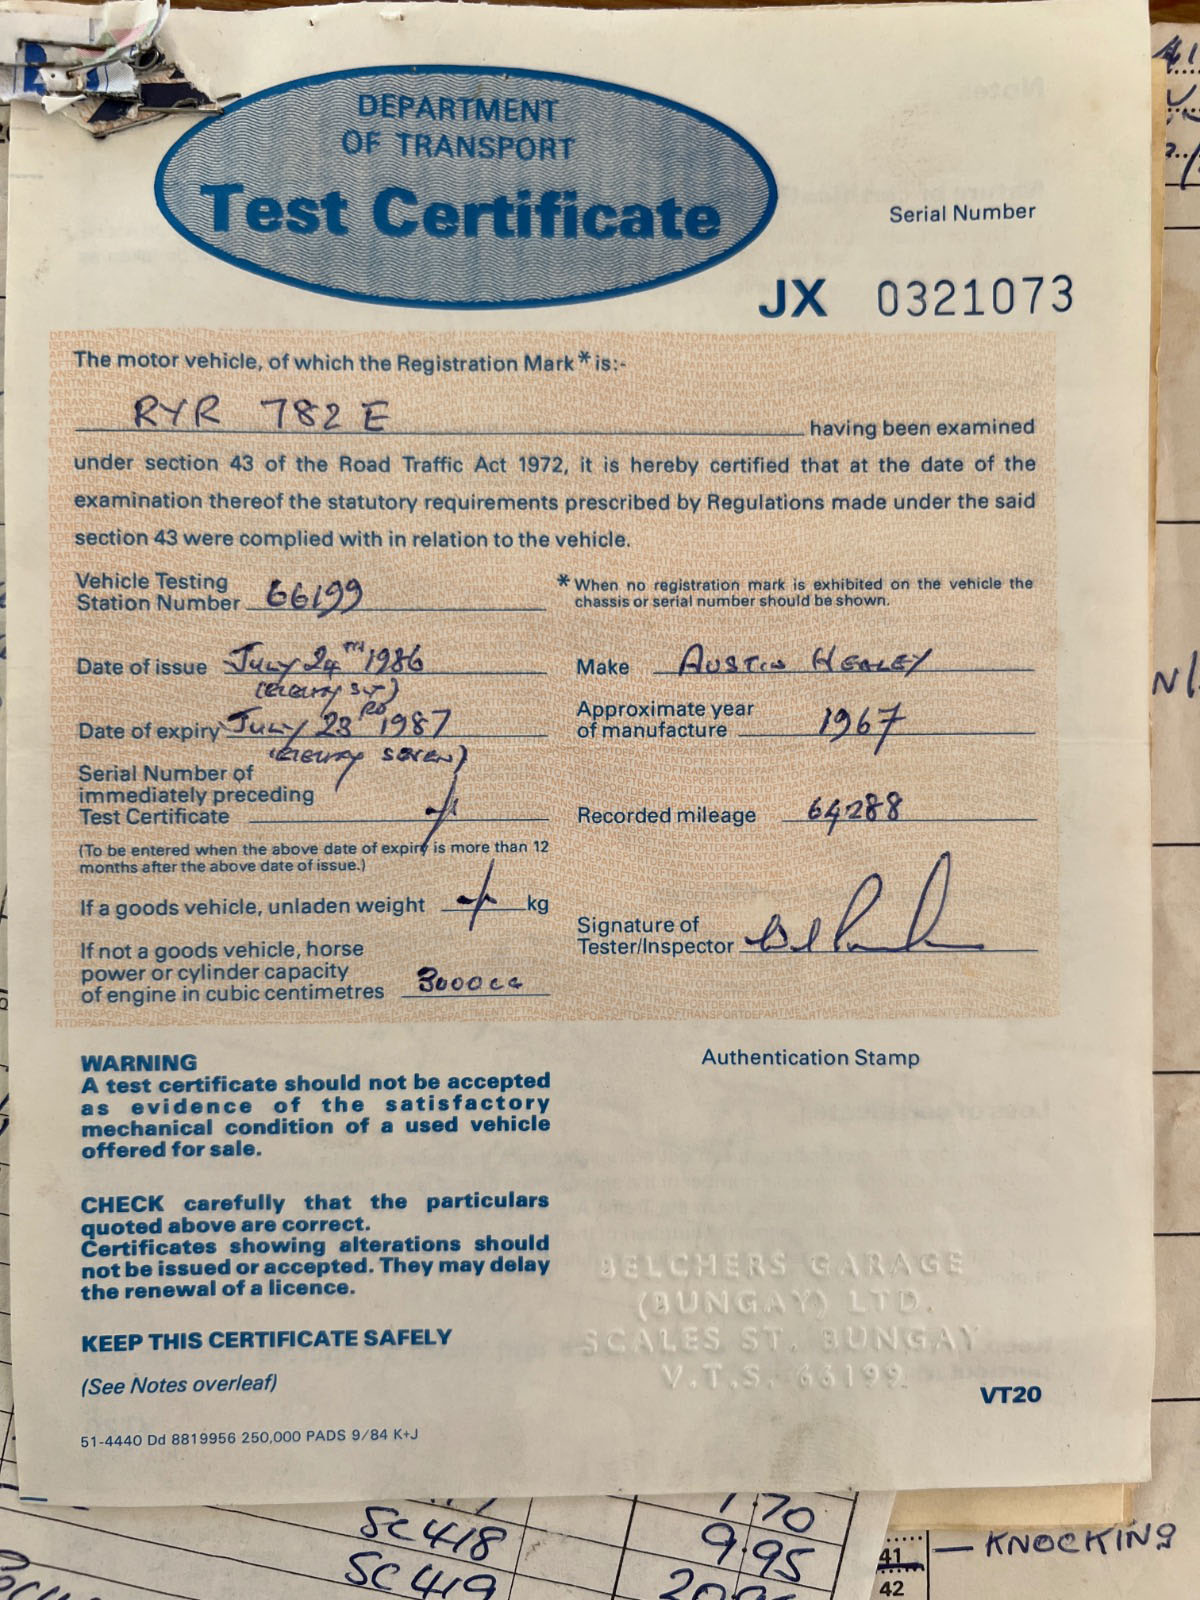 DEPARTMENT
OF TRANSPORT
Test Certificate
Serial Number
JX 0321073
The motor vehicle, of which the Registration Mark * is:-
RYR 782 E
having been examined
under section 43 of the Road Traffic Act 1972, it is hereby certified that at the date of the
examination thereof the statutory requirements prescribed by Regulations made under the said
section 43 were complied with in relation to the vehicle.
Vehicle Testing
Station Number 66199
* When no registration mark is exhibited on the vehicle the
chassis or serial number should be shown.
Date of issue July 24TH 1986
Make AUSTIN HEALEY
Date of expiry July 23RD 1987
(EIGHTY SEVEN)
Approximate year
of manufacture 1967
Serial Number of
immediately preceding
Test Certificate
Recorded mileage 64288
(To be entered when the above date of expiry is more than 12
months after the above date of issue.)
If a goods vehicle, unladen weight kg
Signature of
Tester/Inspector
If not a goods vehicle, horse
power or cylinder capacity
of engine in cubic centimetres 3000cc
WARNING
A test certificate should not be accepted
as evidence of the satisfactory
mechanical condition of a used vehicle
offered for sale.
Authentication Stamp
CHECK carefully that the particulars
quoted above are correct.
Certificates showing alterations should
not be issued or accepted. They may delay
the renewal of a licence.
BELCHERS GARAGE
(BUNGAY) LTD.
SCALES ST. BUNGAY
V.T.S. 66199
KEEP THIS CERTIFICATE SAFELY
(See Notes overleaf)
VT20
51-4440 Dd 8819956 250,000 PADS 9/84 K+J
1.70
SC418 9.95
SC419
41 — KNOCKING
42